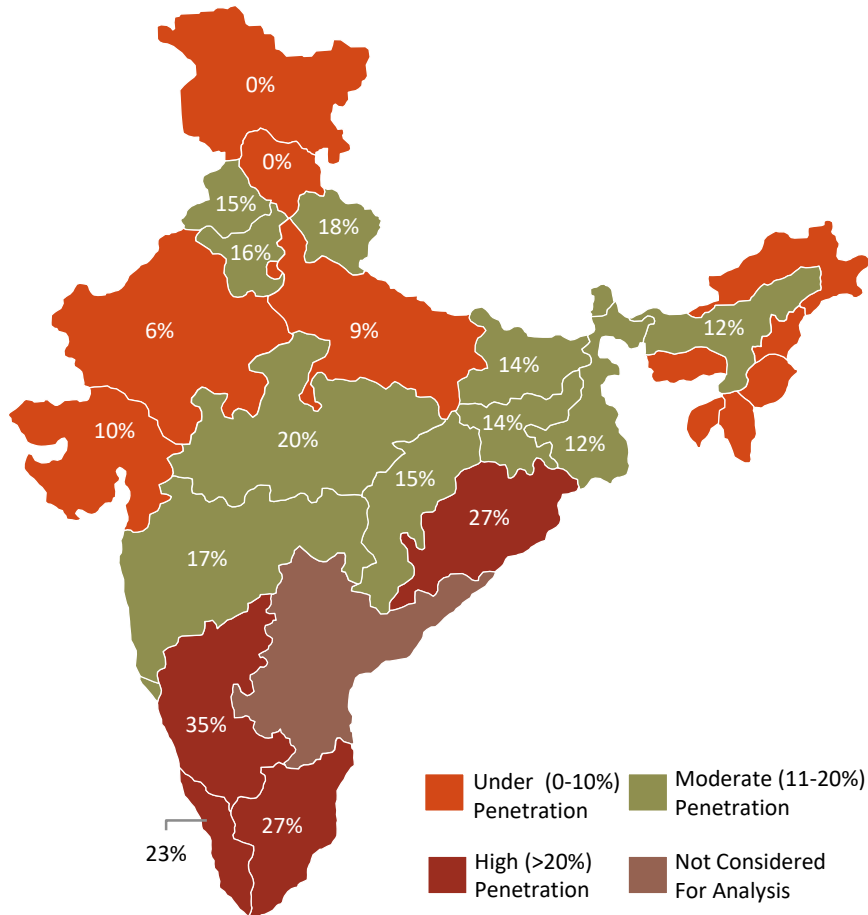 0%
0%
15%
18%
16%
6%
9%
12%
14%
10%
14%
20%
12%
15%
27%
17%
35%
27%
23%
Under (0-10%)
Penetration
Moderate (11-20%)
Penetration
High (>20%)
Penetration
Not Considered
For Analysis